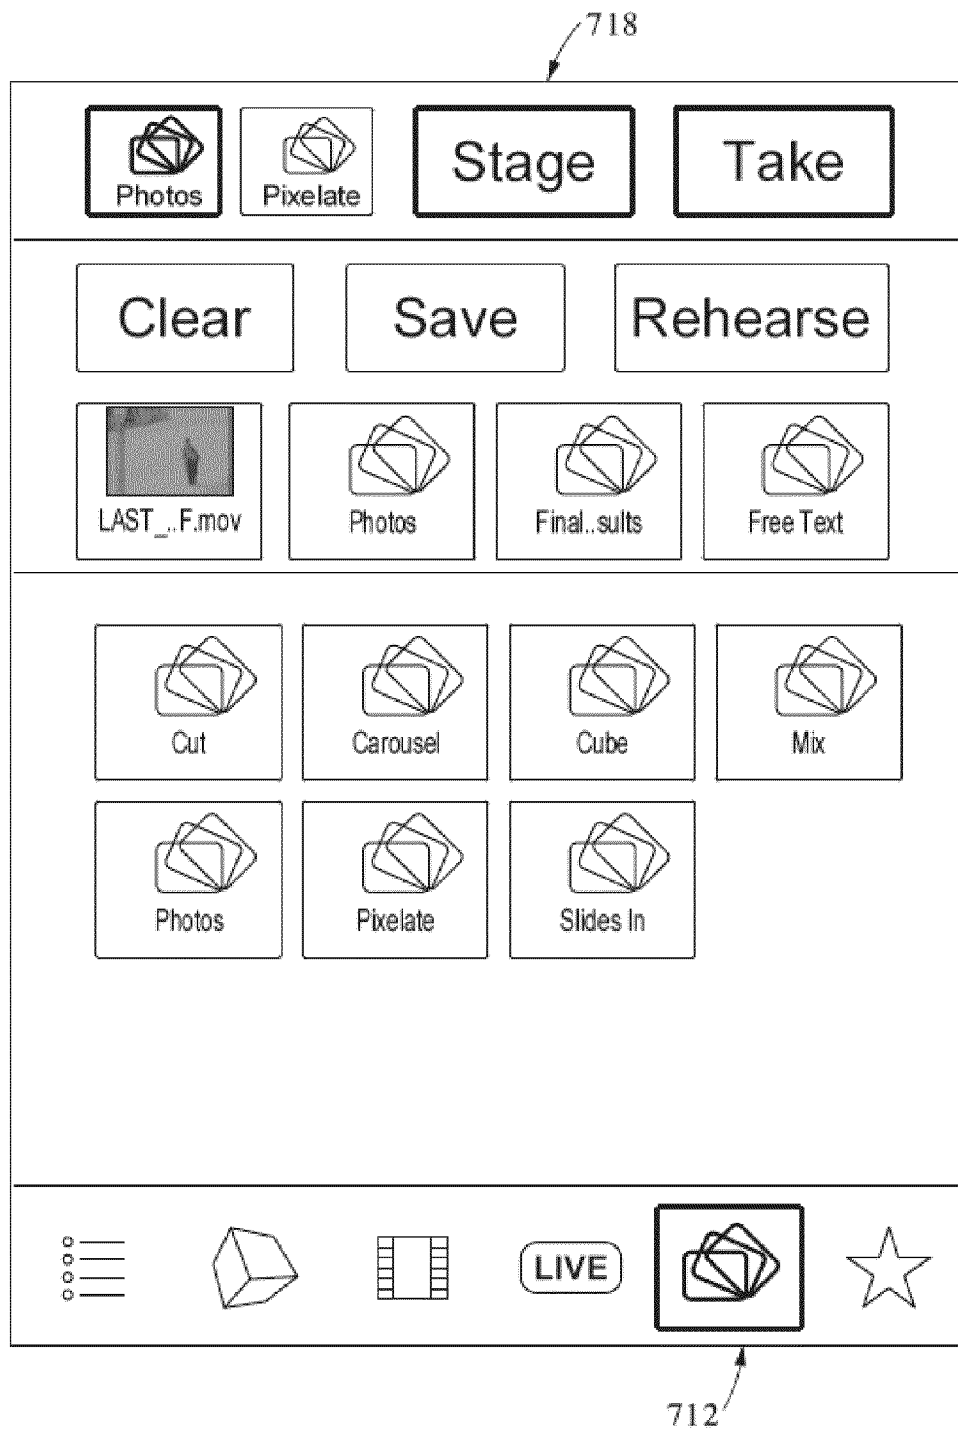 718
Photos Pixelate Stage Take
Clear Save Rehearse
LAST_..F.mov Photos Final..sults Free Text
Cut Carousel Cube Mix
Photos Pixelate Slides In
LIVE
712